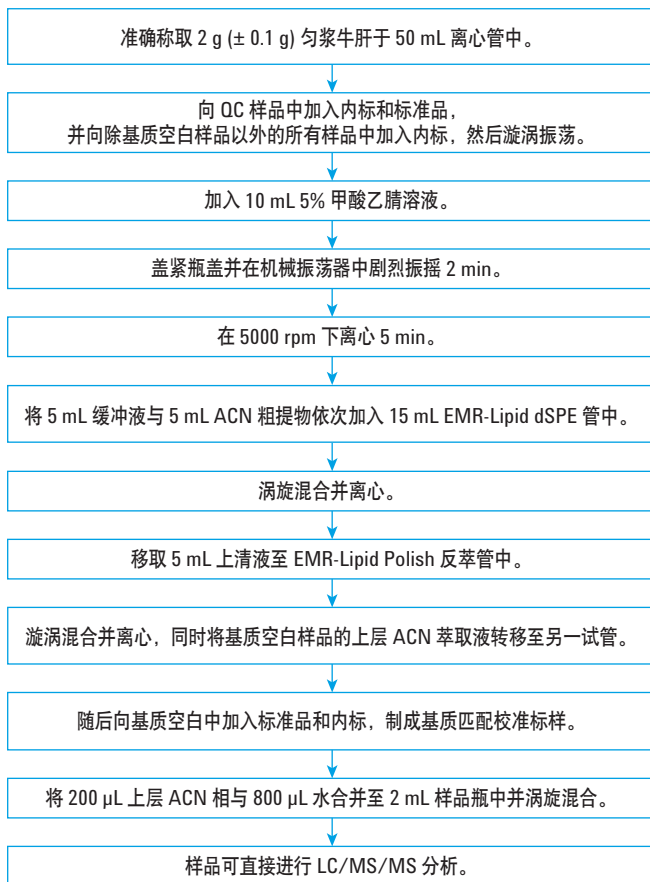 准确称取 2 g (± 0.1 g) 匀浆牛肝于 50 mL 离心管中。
向 QC 样品中加入内标和标准品，
并向除基质空白样品以外的所有样品中加入内标，然后漩涡振荡。
加入 10 mL 5% 甲酸乙腈溶液。
盖紧瓶盖并在机械振荡器中剧烈振摇 2 min。
在 5000 rpm 下离心 5 min。
将 5 mL 缓冲液与 5 mL ACN 粗提物依次加入 15 mL EMR-Lipid dSPE 管中。
涡旋混合并离心。
移取 5 mL 上清液至 EMR-Lipid Polish 反萃管中。
漩涡混合并离心，同时将基质空白样品的上层 ACN 萃取液转移至另一试管。
随后向基质空白中加入标准品和内标，制成基质匹配校准标样。
将 200 µL 上层 ACN 相与 800 µL 水合并至 2 mL 样品瓶中并涡旋混合。
样品可直接进行 LC/MS/MS 分析。